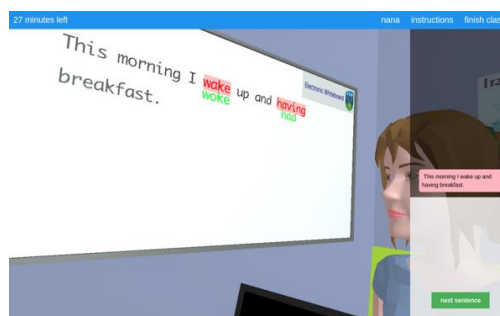 27 minutes left
nana
instructions
finish clas
This morning I wake up and having
woke
had
breakfast.
Electronic Whiteboard
This morning I wake up and
having breakfast.
next sentence